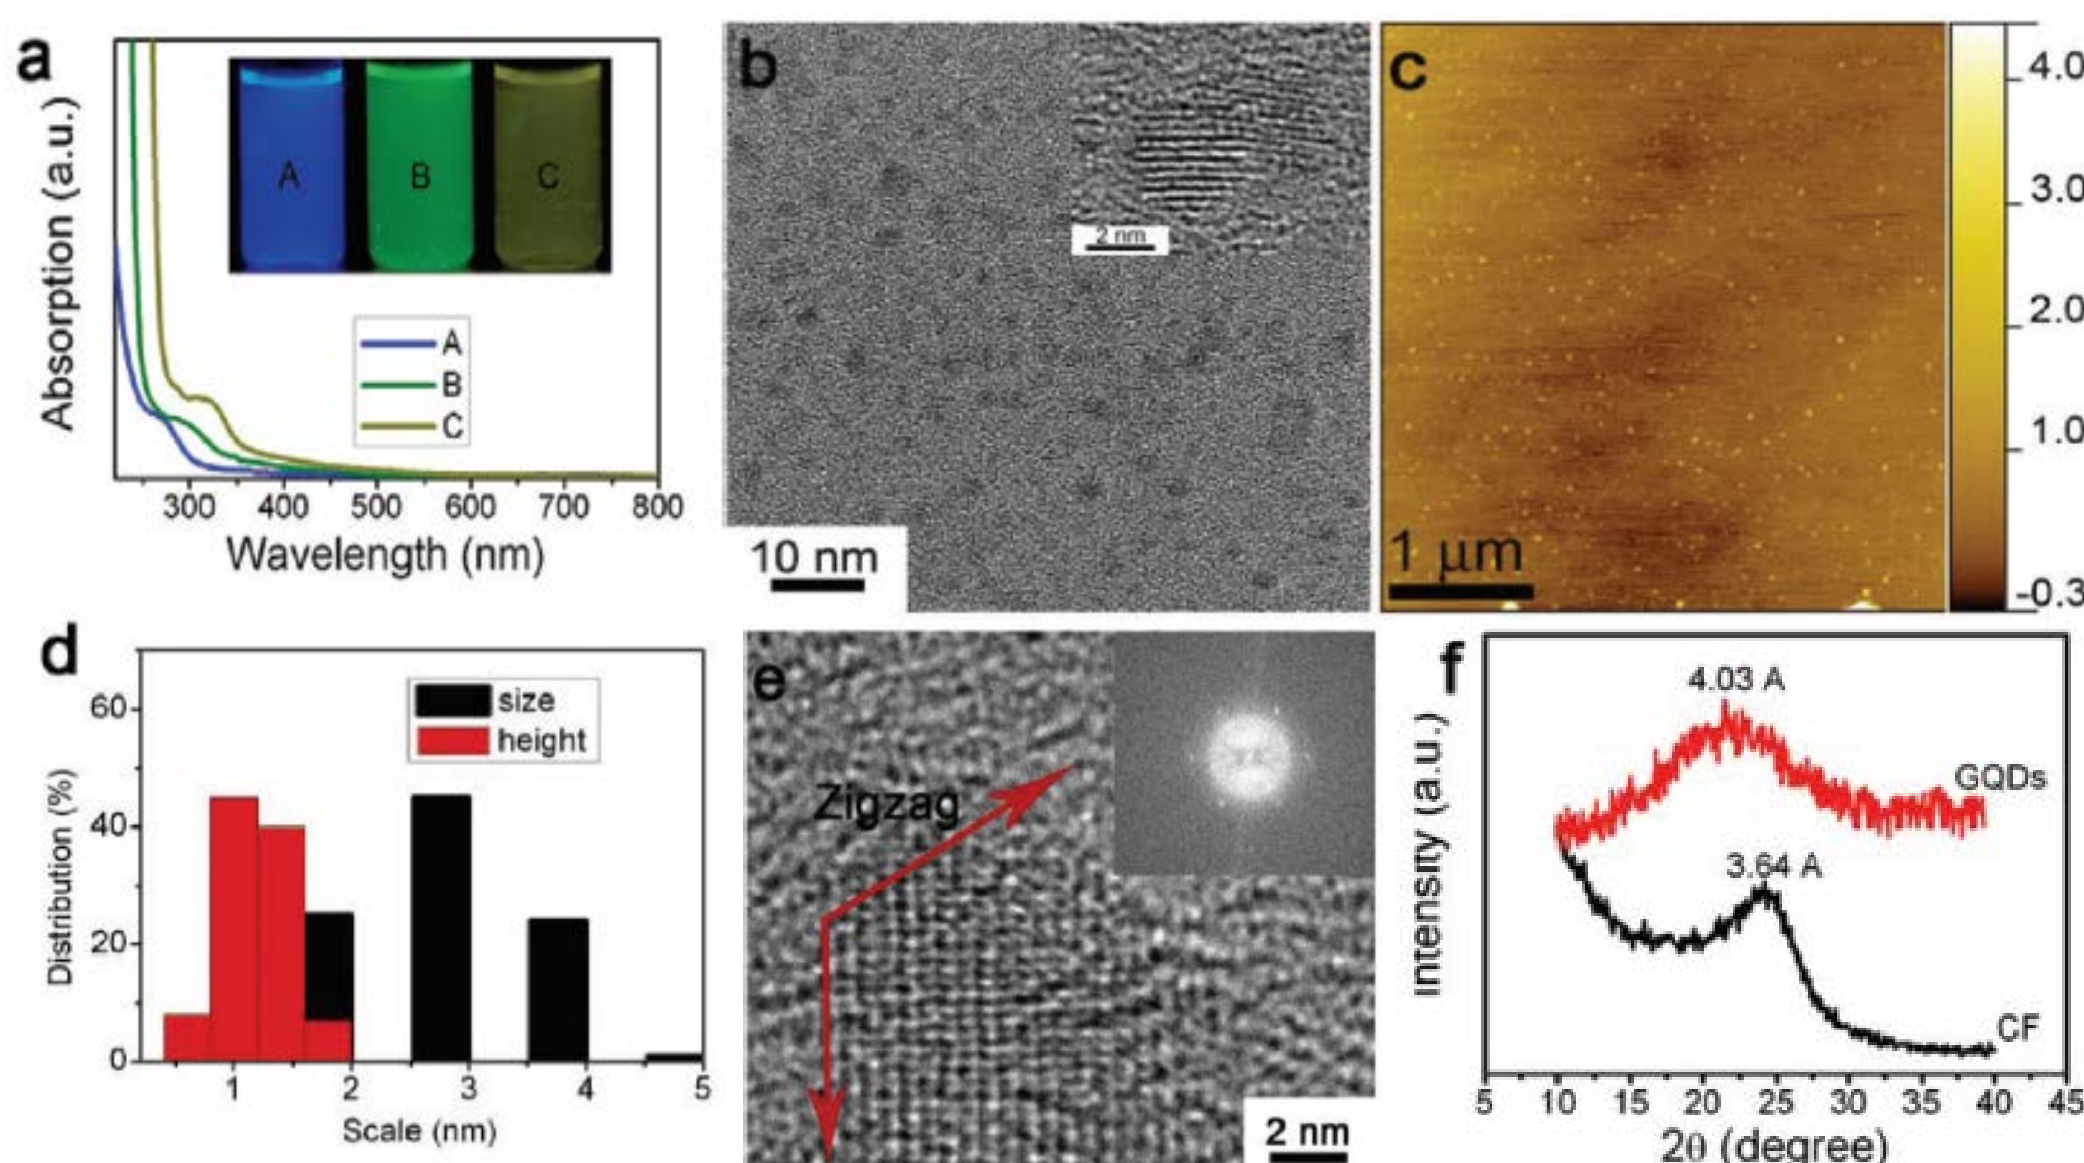 a
Absorption (a.u.)
A
B
C
A
B
C
300 400 500 600 700 800
Wavelength (nm)
b
2 nm
10 nm
c
1 μm
4.0
3.0
2.0
1.0
-0.3
d
size
height
60
40
20
0
1 2 3 4 5
Distribution (%)
Scale (nm)
e
Zigzag
2 nm
f
4.03 A
GQDs
3.64 A
CF
Intensity (a.u.)
5 10 15 20 25 30 35 40 45
2θ (degree)